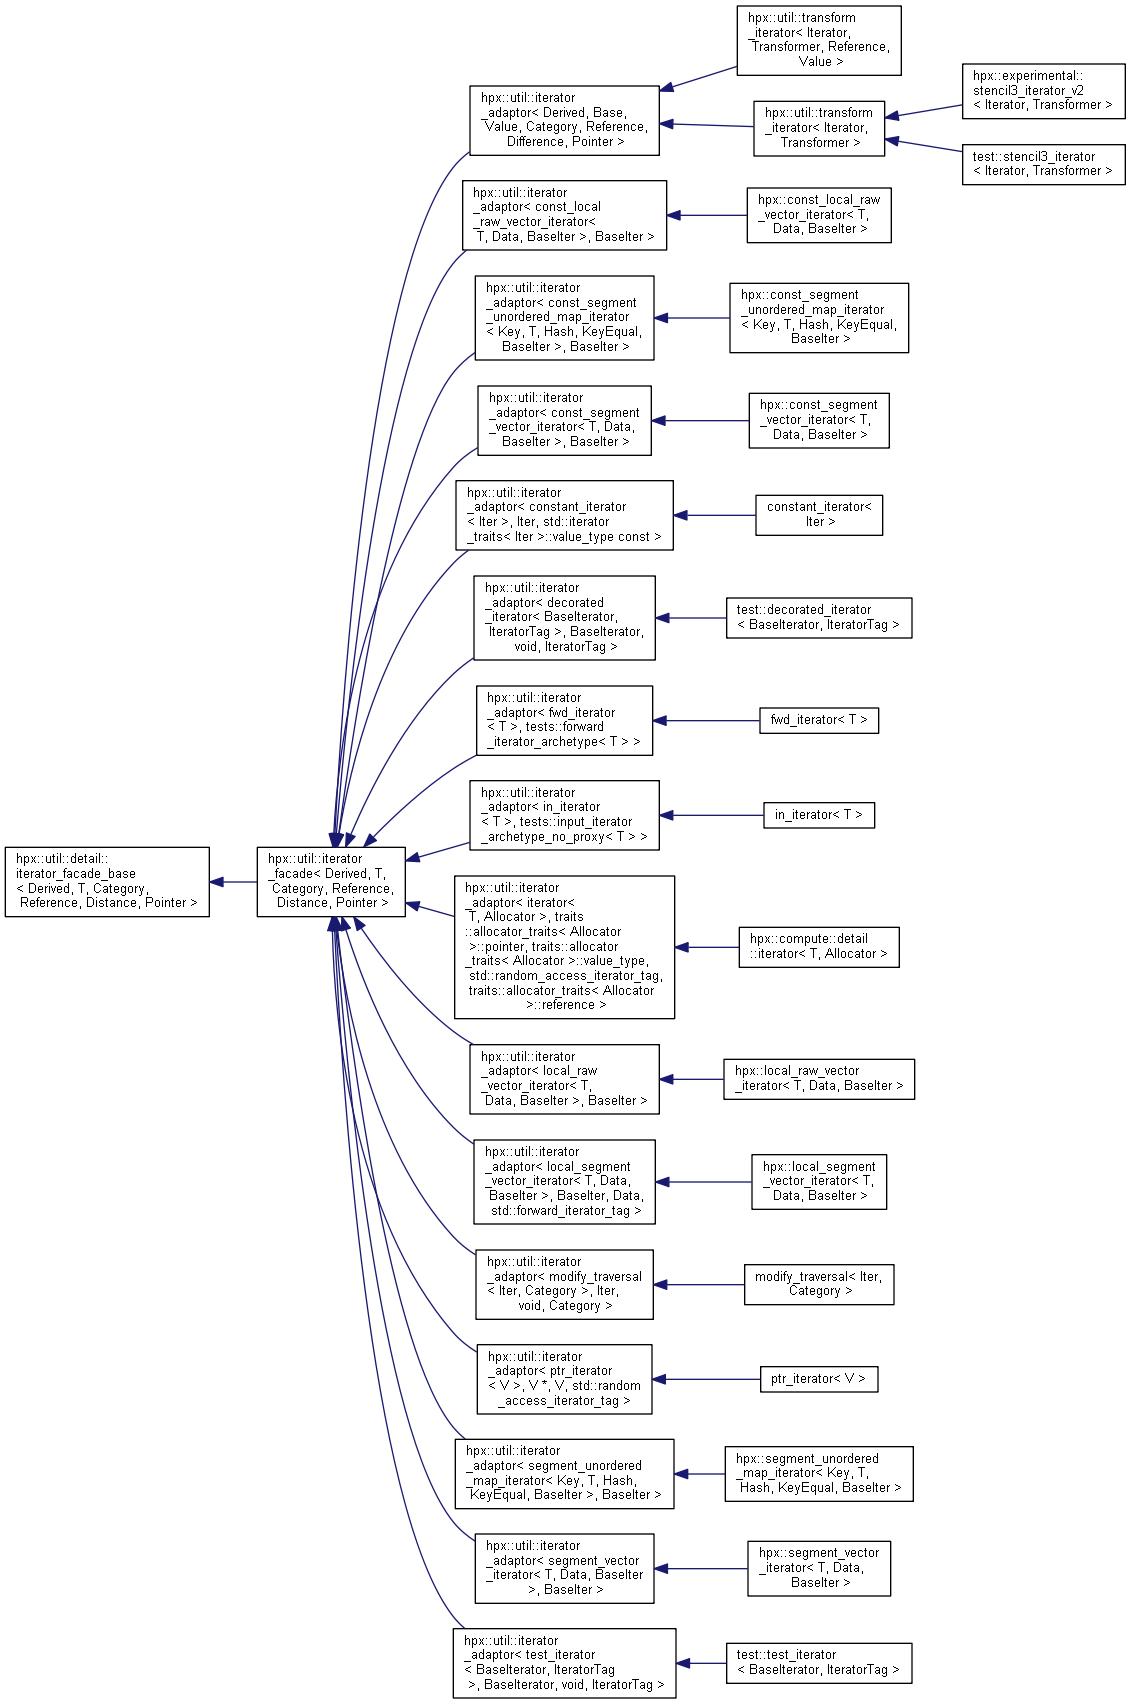 hpx::util::transform
_iterator< Iterator,
Transformer, Reference,
Value >
hpx::experimental::
stencil3_iterator_v2
< Iterator, Transformer >
hpx::util::iterator
_adaptor< Derived, Base,
Value, Category, Reference,
Difference, Pointer >
hpx::util::transform
_iterator< Iterator,
Transformer >
test::stencil3_iterator
< Iterator, Transformer >
hpx::util::iterator
_adaptor< const_local
_raw_vector_iterator<
T, Data, BaseIter >, BaseIter >
hpx::const_local_raw
_vector_iterator< T,
Data, BaseIter >
hpx::util::iterator
_adaptor< const_segment
_unordered_map_iterator
< Key, T, Hash, KeyEqual,
BaseIter >, BaseIter >
hpx::const_segment
_unordered_map_iterator
< Key, T, Hash, KeyEqual,
BaseIter >
hpx::util::iterator
_adaptor< const_segment
_vector_iterator< T, Data,
BaseIter >, BaseIter >
hpx::const_segment
_vector_iterator< T,
Data, BaseIter >
hpx::util::iterator
_adaptor< constant_iterator
< Iter >, Iter, std::iterator
_traits< Iter >::value_type const >
constant_iterator<
Iter >
hpx::util::iterator
_adaptor< decorated
_iterator< BaseIterator,
IteratorTag >, BaseIterator,
void, IteratorTag >
test::decorated_iterator
< BaseIterator, IteratorTag >
hpx::util::iterator
_adaptor< fwd_iterator
< T >, tests::forward
_iterator_archetype< T > >
fwd_iterator< T >
hpx::util::iterator
_adaptor< in_iterator
< T >, tests::input_iterator
_archetype_no_proxy< T > >
in_iterator< T >
hpx::util::detail::
iterator_facade_base
< Derived, T, Category,
Reference, Distance, Pointer >
hpx::util::iterator
_facade< Derived, T,
Category, Reference,
Distance, Pointer >
hpx::util::iterator
_adaptor< iterator<
T, Allocator >, traits
::allocator_traits< Allocator
>::pointer, traits::allocator
_traits< Allocator >::value_type,
std::random_access_iterator_tag,
traits::allocator_traits< Allocator
>::reference >
hpx::compute::detail
::iterator< T, Allocator >
hpx::util::iterator
_adaptor< local_raw
_vector_iterator< T,
Data, BaseIter >, BaseIter >
hpx::local_raw_vector
_iterator< T, Data, BaseIter >
hpx::util::iterator
_adaptor< local_segment
_vector_iterator< T, Data,
BaseIter >, BaseIter, Data,
std::forward_iterator_tag >
hpx::local_segment
_vector_iterator< T,
Data, BaseIter >
hpx::util::iterator
_adaptor< modify_traversal
< Iter, Category >, Iter,
void, Category >
modify_traversal< Iter,
Category >
hpx::util::iterator
_adaptor< ptr_iterator
< V >, V *, V, std::random
_access_iterator_tag >
ptr_iterator< V >
hpx::util::iterator
_adaptor< segment_unordered
_map_iterator< Key, T, Hash,
KeyEqual, BaseIter >, BaseIter >
hpx::segment_unordered
_map_iterator< Key, T,
Hash, KeyEqual, BaseIter >
hpx::util::iterator
_adaptor< segment_vector
_iterator< T, Data, BaseIter
>, BaseIter >
hpx::segment_vector
_iterator< T, Data,
BaseIter >
hpx::util::iterator
_adaptor< test_iterator
< BaseIterator, IteratorTag
>, BaseIterator, void, IteratorTag >
test::test_iterator
< BaseIterator, IteratorTag >